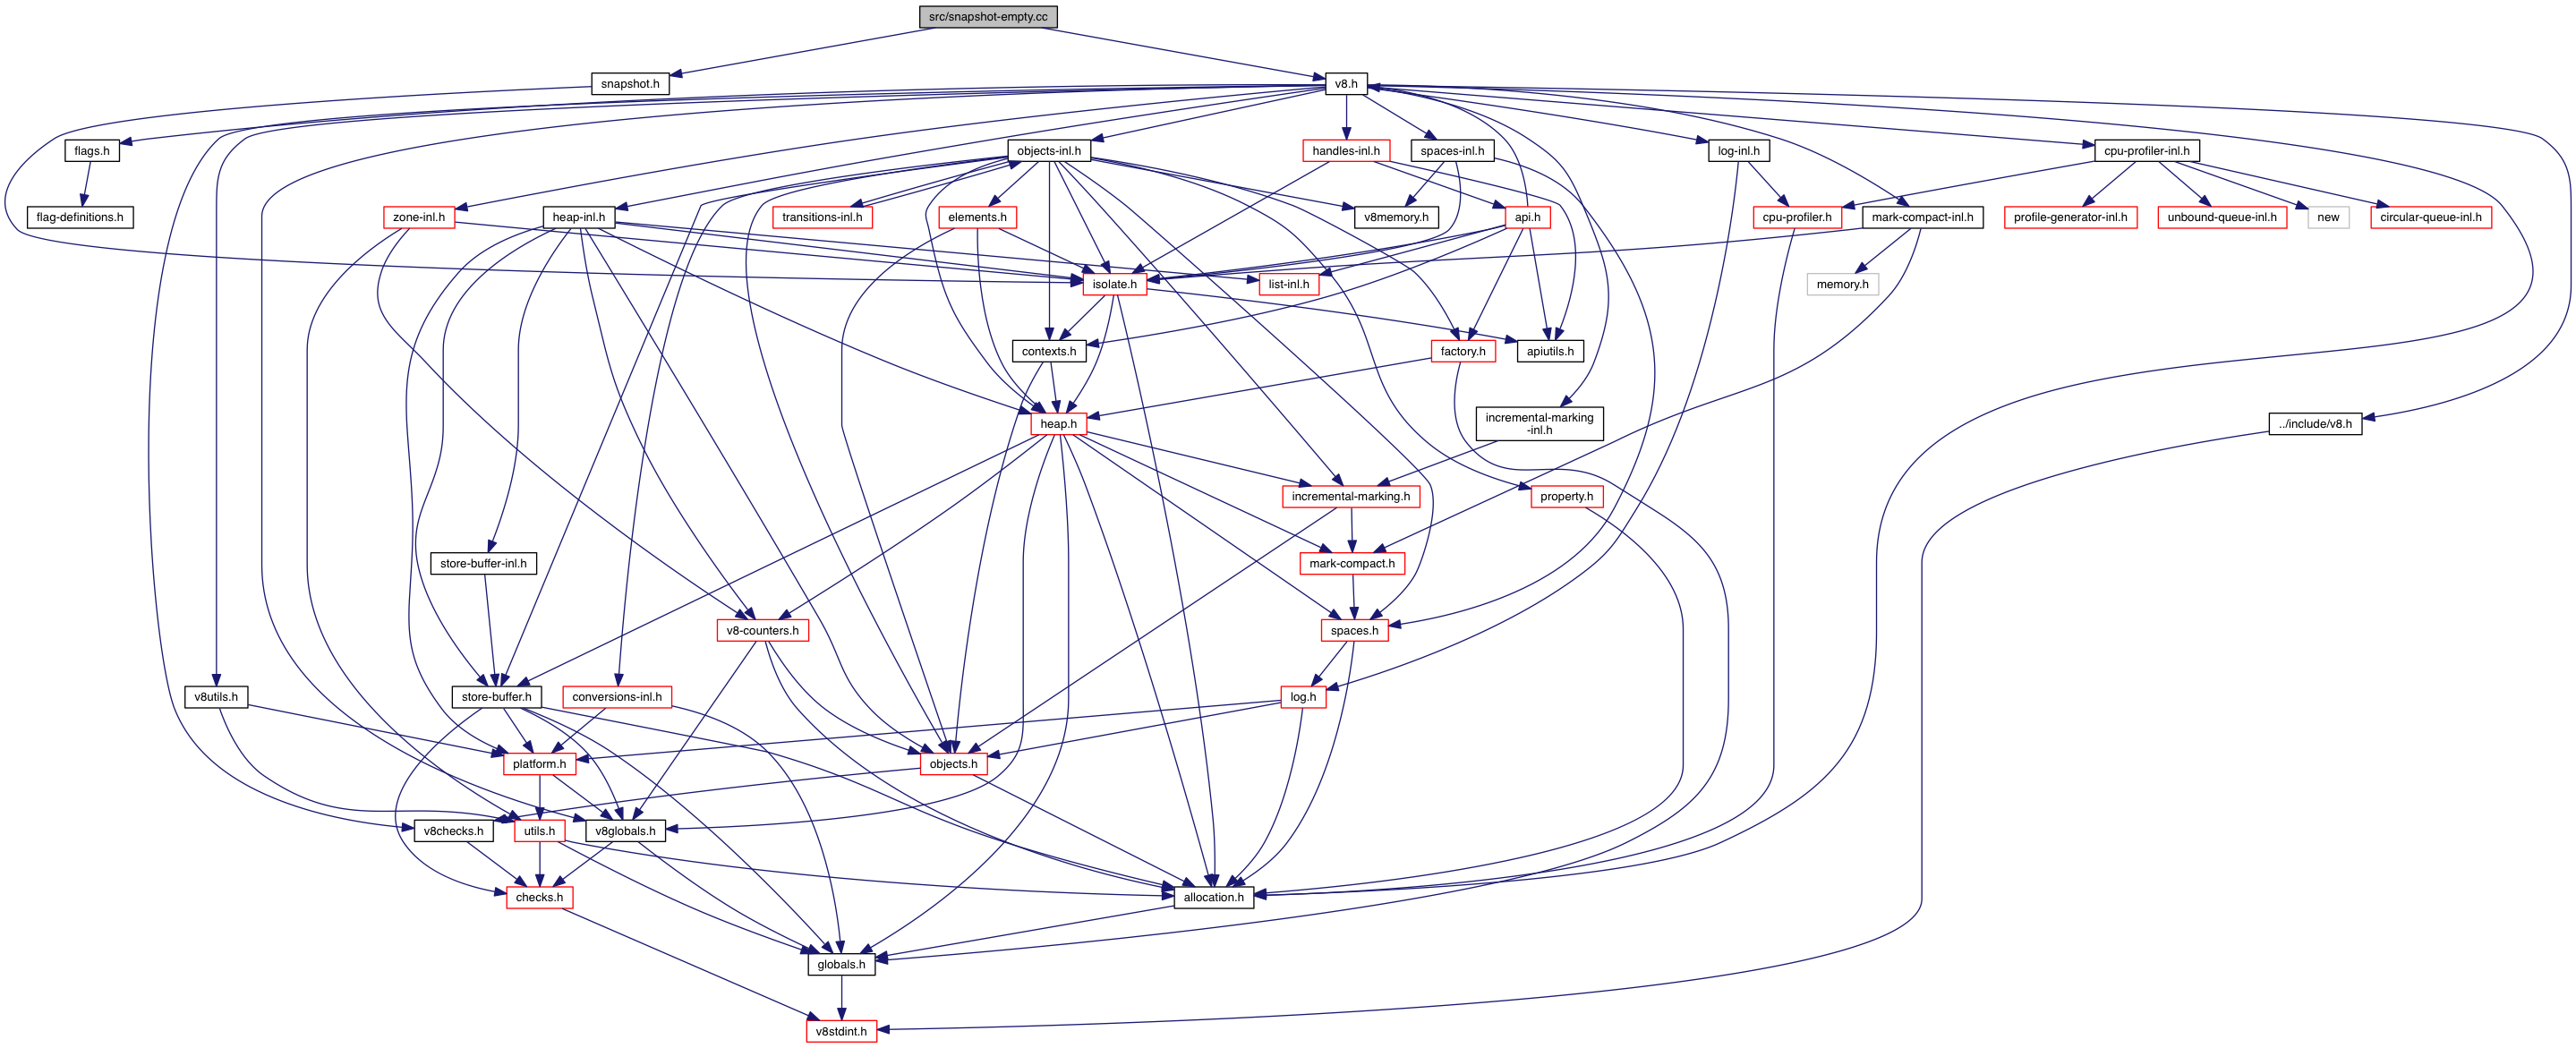 src/snapshot-empty.cc
snapshot.h
v8.h
flags.h
objects-inl.h
handles-inl.h
spaces-inl.h
log-inl.h
cpu-profiler-inl.h
flag-definitions.h
zone-inl.h
heap-inl.h
transitions-inl.h
elements.h
v8memory.h
api.h
cpu-profiler.h
mark-compact-inl.h
profile-generator-inl.h
unbound-queue-inl.h
new
circular-queue-inl.h
isolate.h
list-inl.h
memory.h
contexts.h
factory.h
apiutils.h
heap.h
incremental-marking
-inl.h
../include/v8.h
incremental-marking.h
property.h
store-buffer-inl.h
mark-compact.h
v8-counters.h
spaces.h
v8utils.h
store-buffer.h
conversions-inl.h
log.h
platform.h
objects.h
v8checks.h
utils.h
v8globals.h
checks.h
allocation.h
globals.h
v8stdint.h